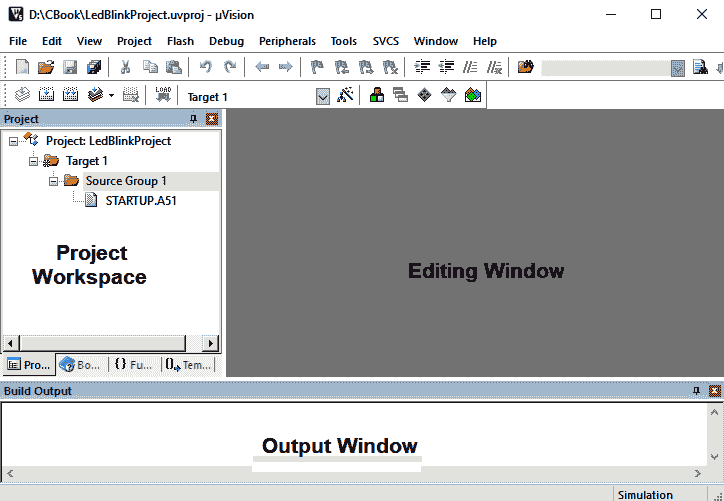 D:\CBook\LedBlinkProject.uvproj - µVision
File Edit View Project Flash Debug Peripherals Tools SVCS Window Help
LOAD
Target 1
Project
Project: LedBlinkProject
Target 1
Source Group 1
STARTUP.A51
Project
Workspace
Editing Window
Pro... Bo... {} Fu... Tem...
Build Output
Output Window
Simulation